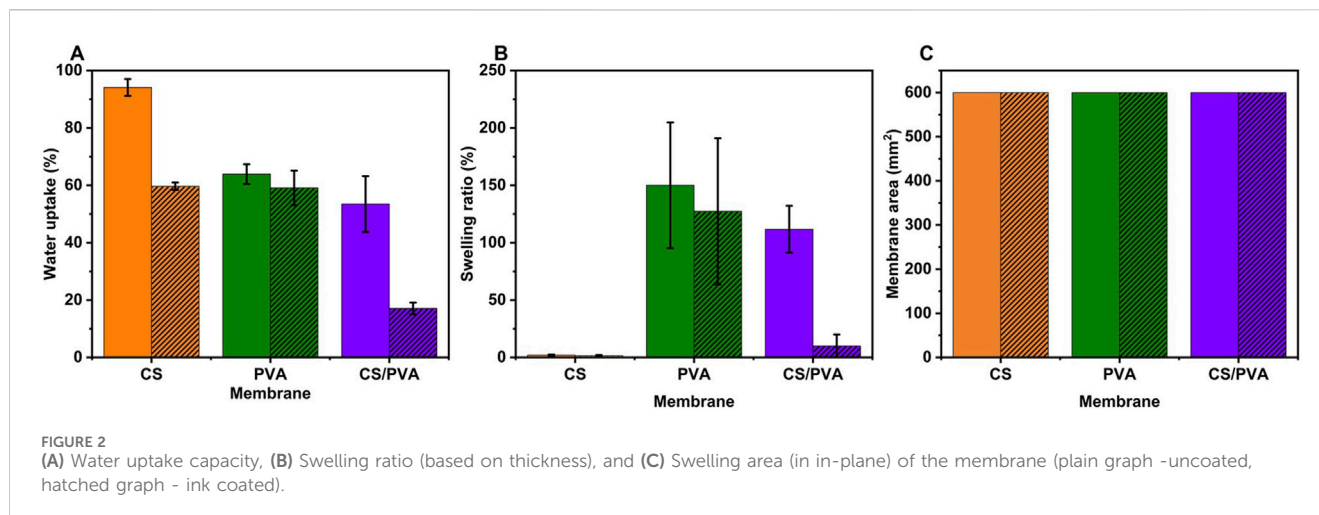 A
100
80
60
40
20
0
Water uptake (%)
CS
PVA
CS/PVA
Membrane
B
250
200
150
100
50
0
Swelling ratio (%)
CS
PVA
CS/PVA
Membrane
C
600
500
400
300
200
100
0
Membrane area (mm²)
CS
PVA
CS/PVA
Membrane
FIGURE 2
(A) Water uptake capacity, (B) Swelling ratio (based on thickness), and (C) Swelling area (in in-plane) of the membrane (plain graph -uncoated,
hatched graph - ink coated).